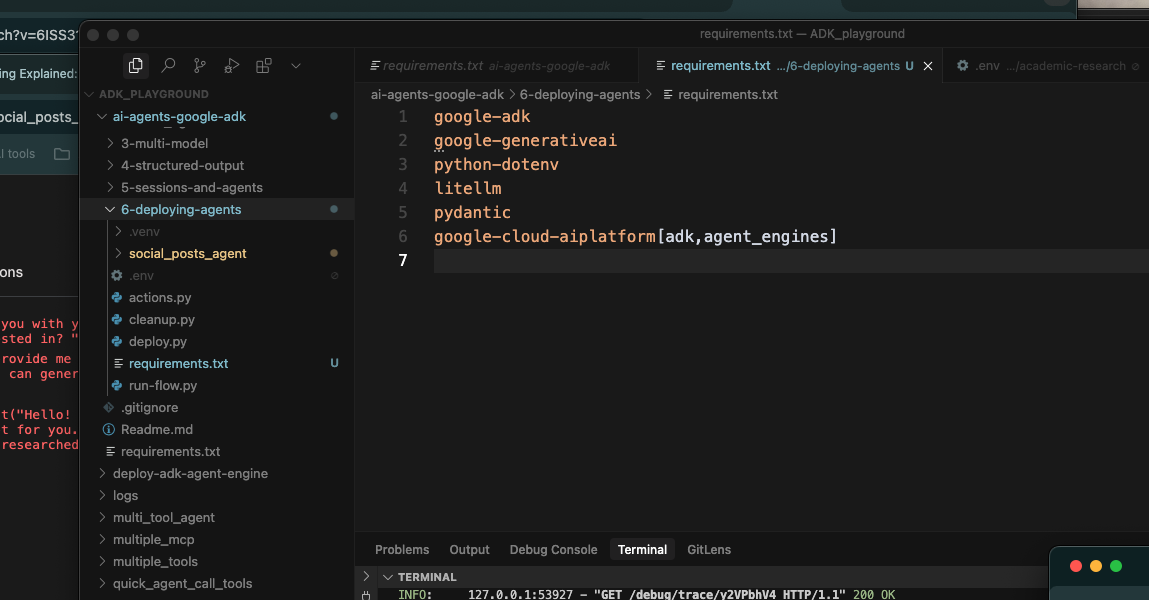 ch?v=6ISS3
ing Explained:
ocial_posts_
I tools
ons
you with y
sted in? "
rovide me
can gener
t("Hello!
t for you.
researched
requirements.txt — ADK_playground
ADK_PLAYGROUND
ai-agents-google-adk
3-multi-model
4-structured-output
5-sessions-and-agents
6-deploying-agents
.venv
social_posts_agent
.env
actions.py
cleanup.py
deploy.py
requirements.txt U
run-flow.py
.gitignore
Readme.md
requirements.txt
deploy-adk-agent-engine
logs
multi_tool_agent
multiple_mcp
multiple_tools
quick_agent_call_tools
requirements.txt ai-agents-google-adk
requirements.txt .../6-deploying-agents U
.env .../academic-research
ai-agents-google-adk > 6-deploying-agents > requirements.txt
1 google-adk
2 google-generativeai
3 python-dotenv
4 litellm
5 pydantic
6 google-cloud-aiplatform[adk,agent_engines]
7
Problems Output Debug Console Terminal GitLens
TERMINAL
INFO: 127.0.0.1:53927 - "GET /debug/trace/y2VPbhV4 HTTP/1.1" 200 OK